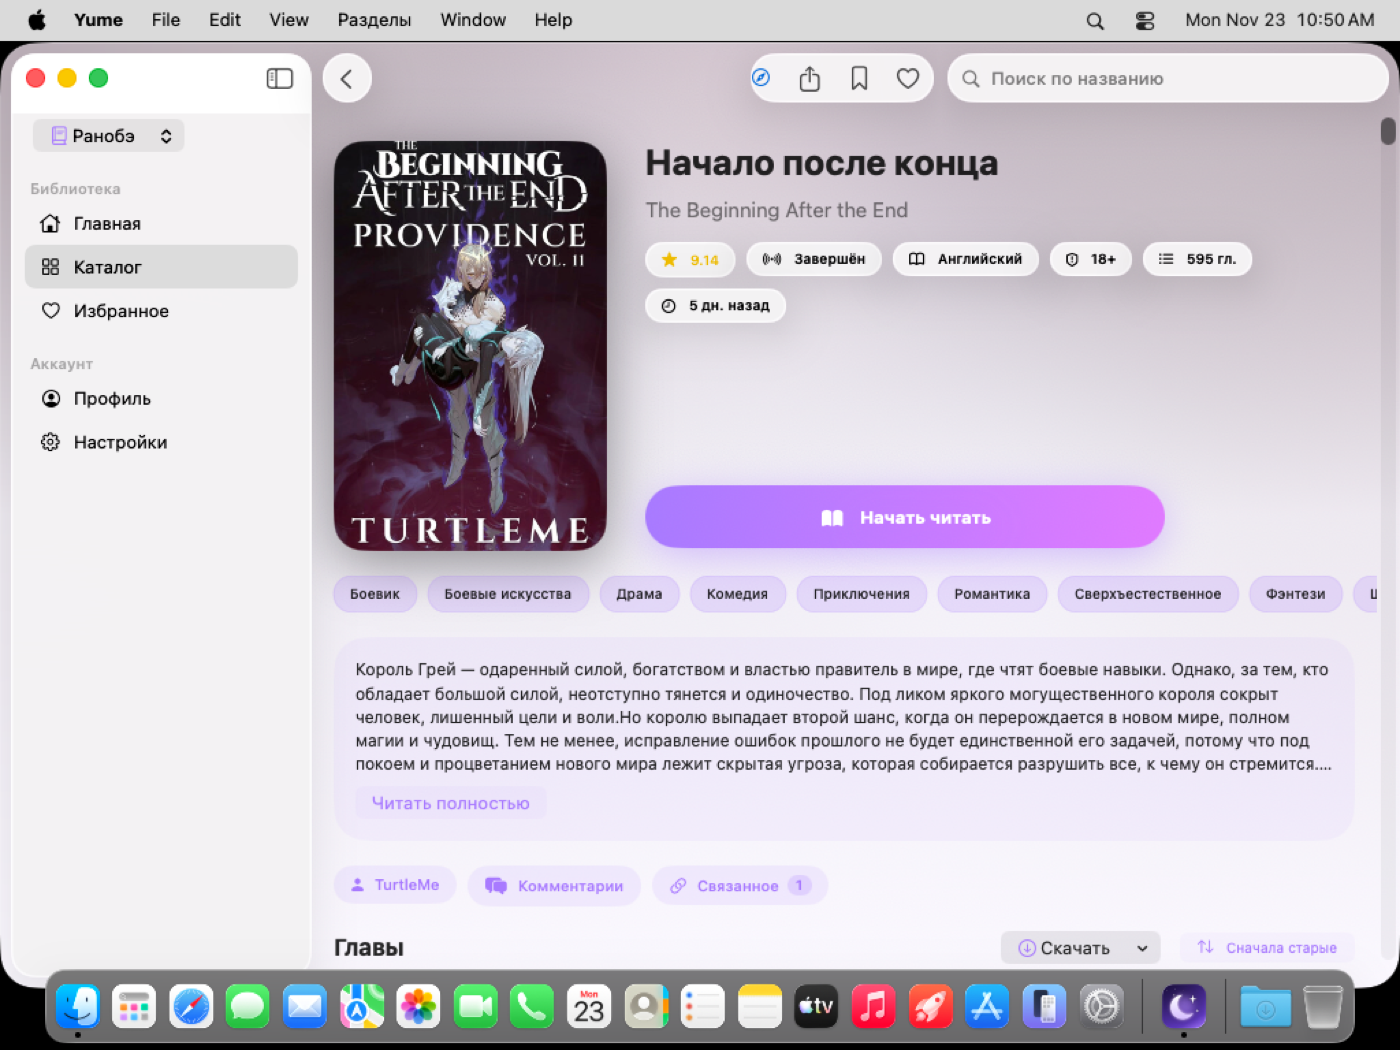 Yume File Edit View Разделы Window Help Mon Nov 23 10:50 AM
Поиск по названию
Ранобэ
Библиотека
Главная
Каталог
Избранное
Аккаунт
Профиль
Настройки
THE
BEGINNING
AFTER THE END
PROVIDENCE
VOL. 11
TURTLEME
Начало после конца
The Beginning After the End
9.14 Завершён Английский 18+ 595 гл.
5 дн. назад
Начать читать
Боевик Боевые искусства Драма Комедия Приключения Романтика Сверхъестественное Фэнтези
Король Грей — одаренный силой, богатством и властью правитель в мире, где чтят боевые навыки. Однако, за тем, кто
обладает большой силой, неотступно тянется и одиночество. Под ликом яркого могущественного короля сокрыт
человек, лишенный цели и воли.Но королю выпадает второй шанс, когда он перерождается в новом мире, полном
магии и чудовищ. Тем не менее, исправление ошибок прошлого не будет единственной его задачей, потому что под
покоем и процветанием нового мира лежит скрытая угроза, которая собирается разрушить все, к чему он стремится....
Читать полностью
TurtleMe Комментарии Связанное 1
Главы Скачать Сначала старые
Mon
23
tv